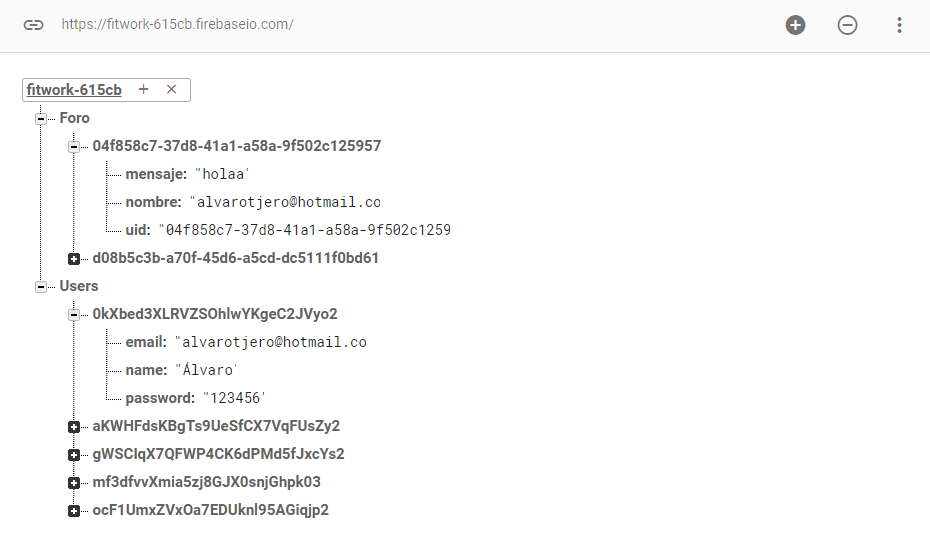 https://fitwork-615cb.firebaseio.com/
fitwork-615cb
Foro
04f858c7-37d8-41a1-a58a-9f502c125957
mensaje: "holaa"
nombre: "alvarotjero@hotmail.co
uid: "04f858c7-37d8-41a1-a58a-9f502c1259
d08b5c3b-a70f-45d6-a5cd-dc5111f0bd61
Users
0kXbed3XLRVZSOhlwYKgeC2JVyo2
email: "alvarotjero@hotmail.co
name: "Álvaro"
password: "123456"
aKWHFdsKBgTs9UeSfCX7VqFUsZy2
gWSCIqX7QFWP4CK6dPMd5fJxcYs2
mf3dfvvXmia5zj8GJX0snjGhpk03
ocF1UmxZVxOa7EDUknl95AGiqjp2